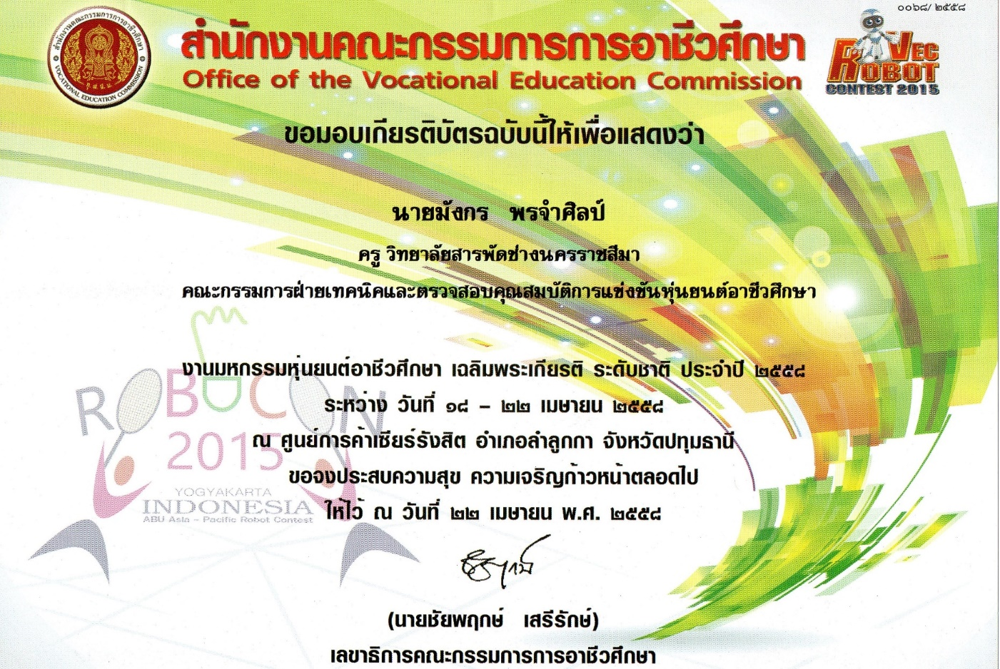 ๐๐๖๘/๒๕๕๘
สำนักงานคณะกรรมการการอาชีวศึกษา
VOCATIONAL EDUCATION COMMISSION
สำนักงานคณะกรรมการการอาชีวศึกษา
Office of the Vocational Education Commission
VEC
ROBOT
CONTEST 2015
ขอมอบเกียรติบัตรฉบับนี้ให้เพื่อแสดงว่า
นายมังกร พรจำศิลป์
ครู วิทยาลัยสารพัดช่างนครราชสีมา
คณะกรรมการฝ่ายเทคนิคและตรวจสอบคุณสมบัติการแข่งขันหุ่นยนต์อาชีวศึกษา
งานมหกรรมหุ่นยนต์อาชีวศึกษา เฉลิมพระเกียรติ ระดับชาติ ประจำปี ๒๕๕๘
ระหว่าง วันที่ ๑๘ – ๒๒ เมษายน ๒๕๕๘
ณ ศูนย์การค้าเซียร์รังสิต อำเภอลำลูกกา จังหวัดปทุมธานี
ขอจงประสบความสุข ความเจริญก้าวหน้าตลอดไป
ให้ไว้ ณ วันที่ ๒๒ เมษายน พ.ศ. ๒๕๕๘
ROBOCON
2015
YOGYAKARTA
INDONESIA
ABU Asia - Pacific Robot Contest
(นายชัยพฤกษ์ เสรีรักษ์)
เลขาธิการคณะกรรมการการอาชีวศึกษา